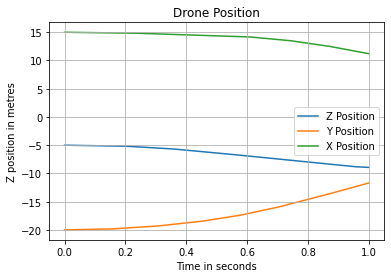 Drone Position
Z position in metres
15
10
5
0
−5
−10
−15
−20
Z Position
Y Position
X Position
0.0
0.2
0.4
0.6
0.8
1.0
Time in seconds